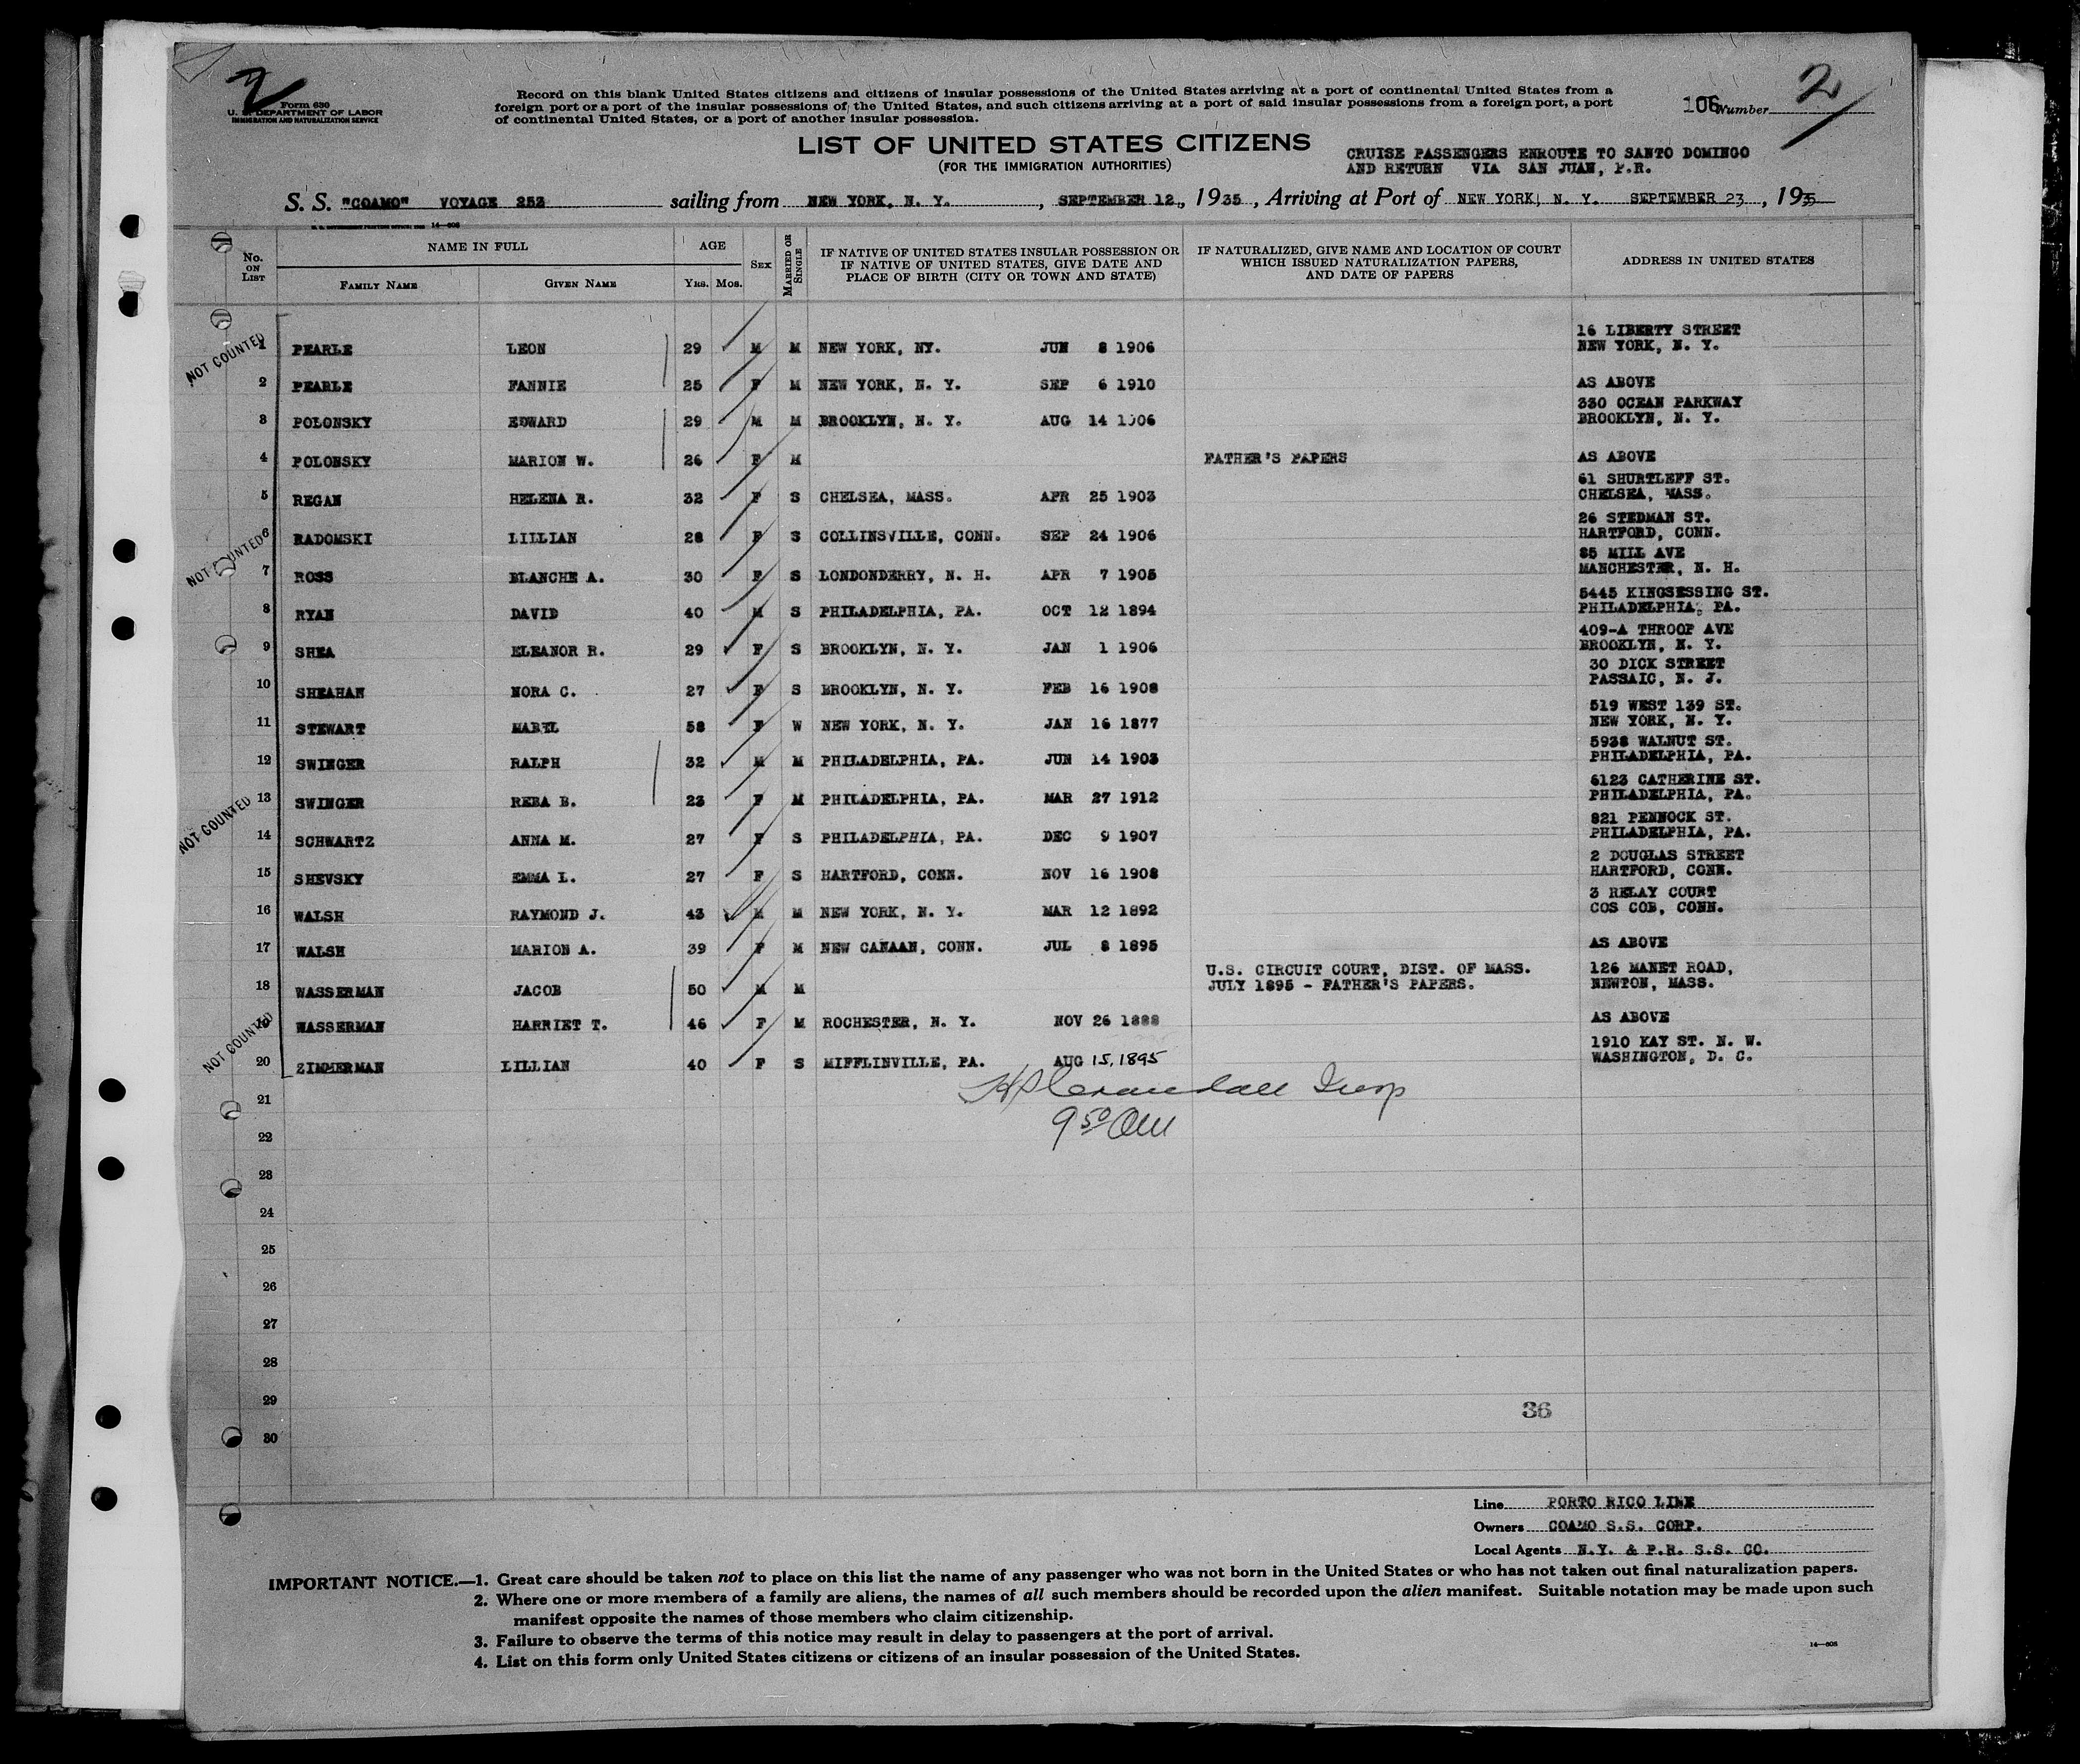 2
Form 630
U. S. DEPARTMENT OF LABOR
IMMIGRATION AND NATURALIZATION SERVICE
Record on this blank United States citizens and citizens of insular possessions of the United States arriving at a port of continental United States from a
foreign port or a port of the insular possessions of the United States, and such citizens arriving at a port of said insular possessions from a foreign port, a port
of continental United States, or a port of another insular possession.
106 Number 2
LIST OF UNITED STATES CITIZENS
(FOR THE IMMIGRATION AUTHORITIES)
CRUISE PASSENGERS ENROUTE TO SANTO DOMINGO
AND RETURN VIA SAN JUAN, P.R.
S. S. "COAMO" VOYAGE 253 sailing from NEW YORK, N. Y. , SEPTEMBER 12, 1935, Arriving at Port of NEW YORK, N. Y. SEPTEMBER 23, 1935
No. ON LIST
NAME IN FULL
FAMILY NAME
GIVEN NAME
AGE
YRS. MOS.
SEX
MARRIED OR SINGLE
IF NATIVE OF UNITED STATES INSULAR POSSESSION OR
IF NATIVE OF UNITED STATES, GIVE DATE AND
PLACE OF BIRTH (CITY OR TOWN AND STATE)
IF NATURALIZED, GIVE NAME AND LOCATION OF COURT
WHICH ISSUED NATURALIZATION PAPERS,
AND DATE OF PAPERS
ADDRESS IN UNITED STATES
NOT COUNTED
16 LIBERTY STREET
1 PEARLE LEON 29 M M NEW YORK, NY. JUN 8 1906 NEW YORK, N. Y.
2 PEARLE FANNIE 25 F M NEW YORK, N. Y. SEP 6 1910 AS ABOVE
330 OCEAN PARKWAY
3 POLONSKY EDWARD 29 M M BROOKLYN, N. Y. AUG 14 1906 BROOKLYN, N. Y.
4 POLONSKY MARION W. 26 F M FATHER'S PAPERS AS ABOVE
61 SHURTLEFF ST.
5 REGAN HELENA R. 32 F S CHELSEA, MASS. APR 25 1903 CHELSEA, MASS.
26 STEDMAN ST.
6 RADOMSKI LILLIAN 28 F S COLLINSVILLE, CONN. SEP 24 1906 HARTFORD, CONN.
NOT COUNTED
85 MILL AVE
7 ROSS BLANCHE A. 30 F S LONDONDERRY, N. H. APR 7 1905 MANCHESTER, N. H.
5445 KINGSESSING ST.
8 RYAN DAVID 40 M S PHILADELPHIA, PA. OCT 12 1894 PHILADELPHIA, PA.
409-A THROOP AVE
9 SHEA ELEANOR R. 29 F S BROOKLYN, N. Y. JAN 1 1906 BROOKLYN, N. Y.
30 DICK STREET
10 SHEAHAN NORA C. 27 F S BROOKLYN, N. Y. FEB 16 1908 PASSAIC, N. J.
519 WEST 139 ST.
11 STEWART MABEL 58 F W NEW YORK, N. Y. JAN 16 1877 NEW YORK, N. Y.
5938 WALNUT ST.
12 SWINGER RALPH 32 M M PHILADELPHIA, PA. JUN 14 1903 PHILADELPHIA, PA.
6123 CATHERINE ST.
13 SWINGER REBA B. 23 F M PHILADELPHIA, PA. MAR 27 1912 PHILADELPHIA, PA.
NOT COUNTED
821 PENNOCK ST.
14 SCHWARTZ ANNA M. 27 F S PHILADELPHIA, PA. DEC 9 1907 PHILADELPHIA, PA.
2 DOUGLAS STREET
15 SHEVSKY EMMA L. 27 F S HARTFORD, CONN. NOV 16 1908 HARTFORD, CONN.
3 RELAY COURT
16 WALSH RAYMOND J. 43 M M NEW YORK, N. Y. MAR 12 1892 COS COB, CONN.
17 WALSH MARION A. 39 F M NEW CANAAN, CONN. JUL 8 1895 AS ABOVE
U.S. CIRCUIT COURT, DIST. OF MASS. 126 MANET ROAD,
18 WASSERMAN JACOB 50 M M JULY 1895 - FATHER'S PAPERS. NEWTON, MASS.
19 WASSERMAN HARRIET T. 46 F M ROCHESTER, N. Y. NOV 26 1888 AS ABOVE
NOT COUNTED
1910 KAY ST. N. W.
20 ZIMMERMAN LILLIAN 40 F S MIFFLINVILLE, PA. AUG 15, 1895 WASHINGTON, D. C.
21
9 50 AM
22
23
24
25
26
27
28
29
36
30
Line PORTO RICO LINE
Owners COAMO S.S. CORP.
Local Agents N.Y. & P.R. S.S. CO.
IMPORTANT NOTICE.—1. Great care should be taken not to place on this list the name of any passenger who was not born in the United States or who has not taken out final naturalization papers.
2. Where one or more members of a family are aliens, the names of all such members should be recorded upon the alien manifest. Suitable notation may be made upon such
manifest opposite the names of those members who claim citizenship.
3. Failure to observe the terms of this notice may result in delay to passengers at the port of arrival.
14—608
4. List on this form only United States citizens or citizens of an insular possession of the United States.